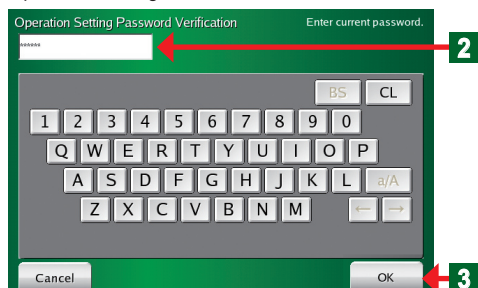 Operation Setting Password Verification Enter current password.
****** 2
BS CL
1 2 3 4 5 6 7 8 9 0
Q W E R T Y U I O P
A S D F G H J K L a/A
Z X C V B N M ← →
Cancel OK 3